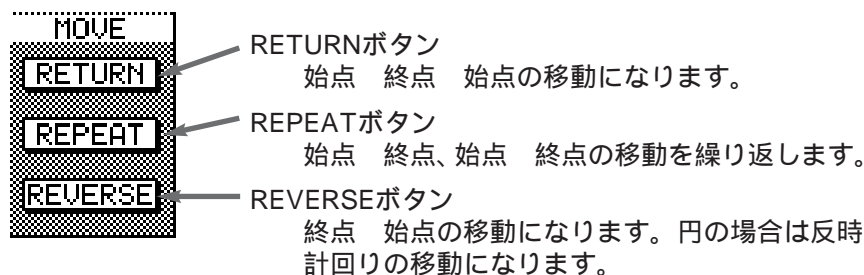 MOVE
RETURN
REPEAT
REVERSE
RETURNボタン
始点　終点　始点の移動になります。
REPEATボタン
始点　終点、始点　終点の移動を繰り返します。
REVERSEボタン
終点　始点の移動になります。円の場合は反時
計回りの移動になります。